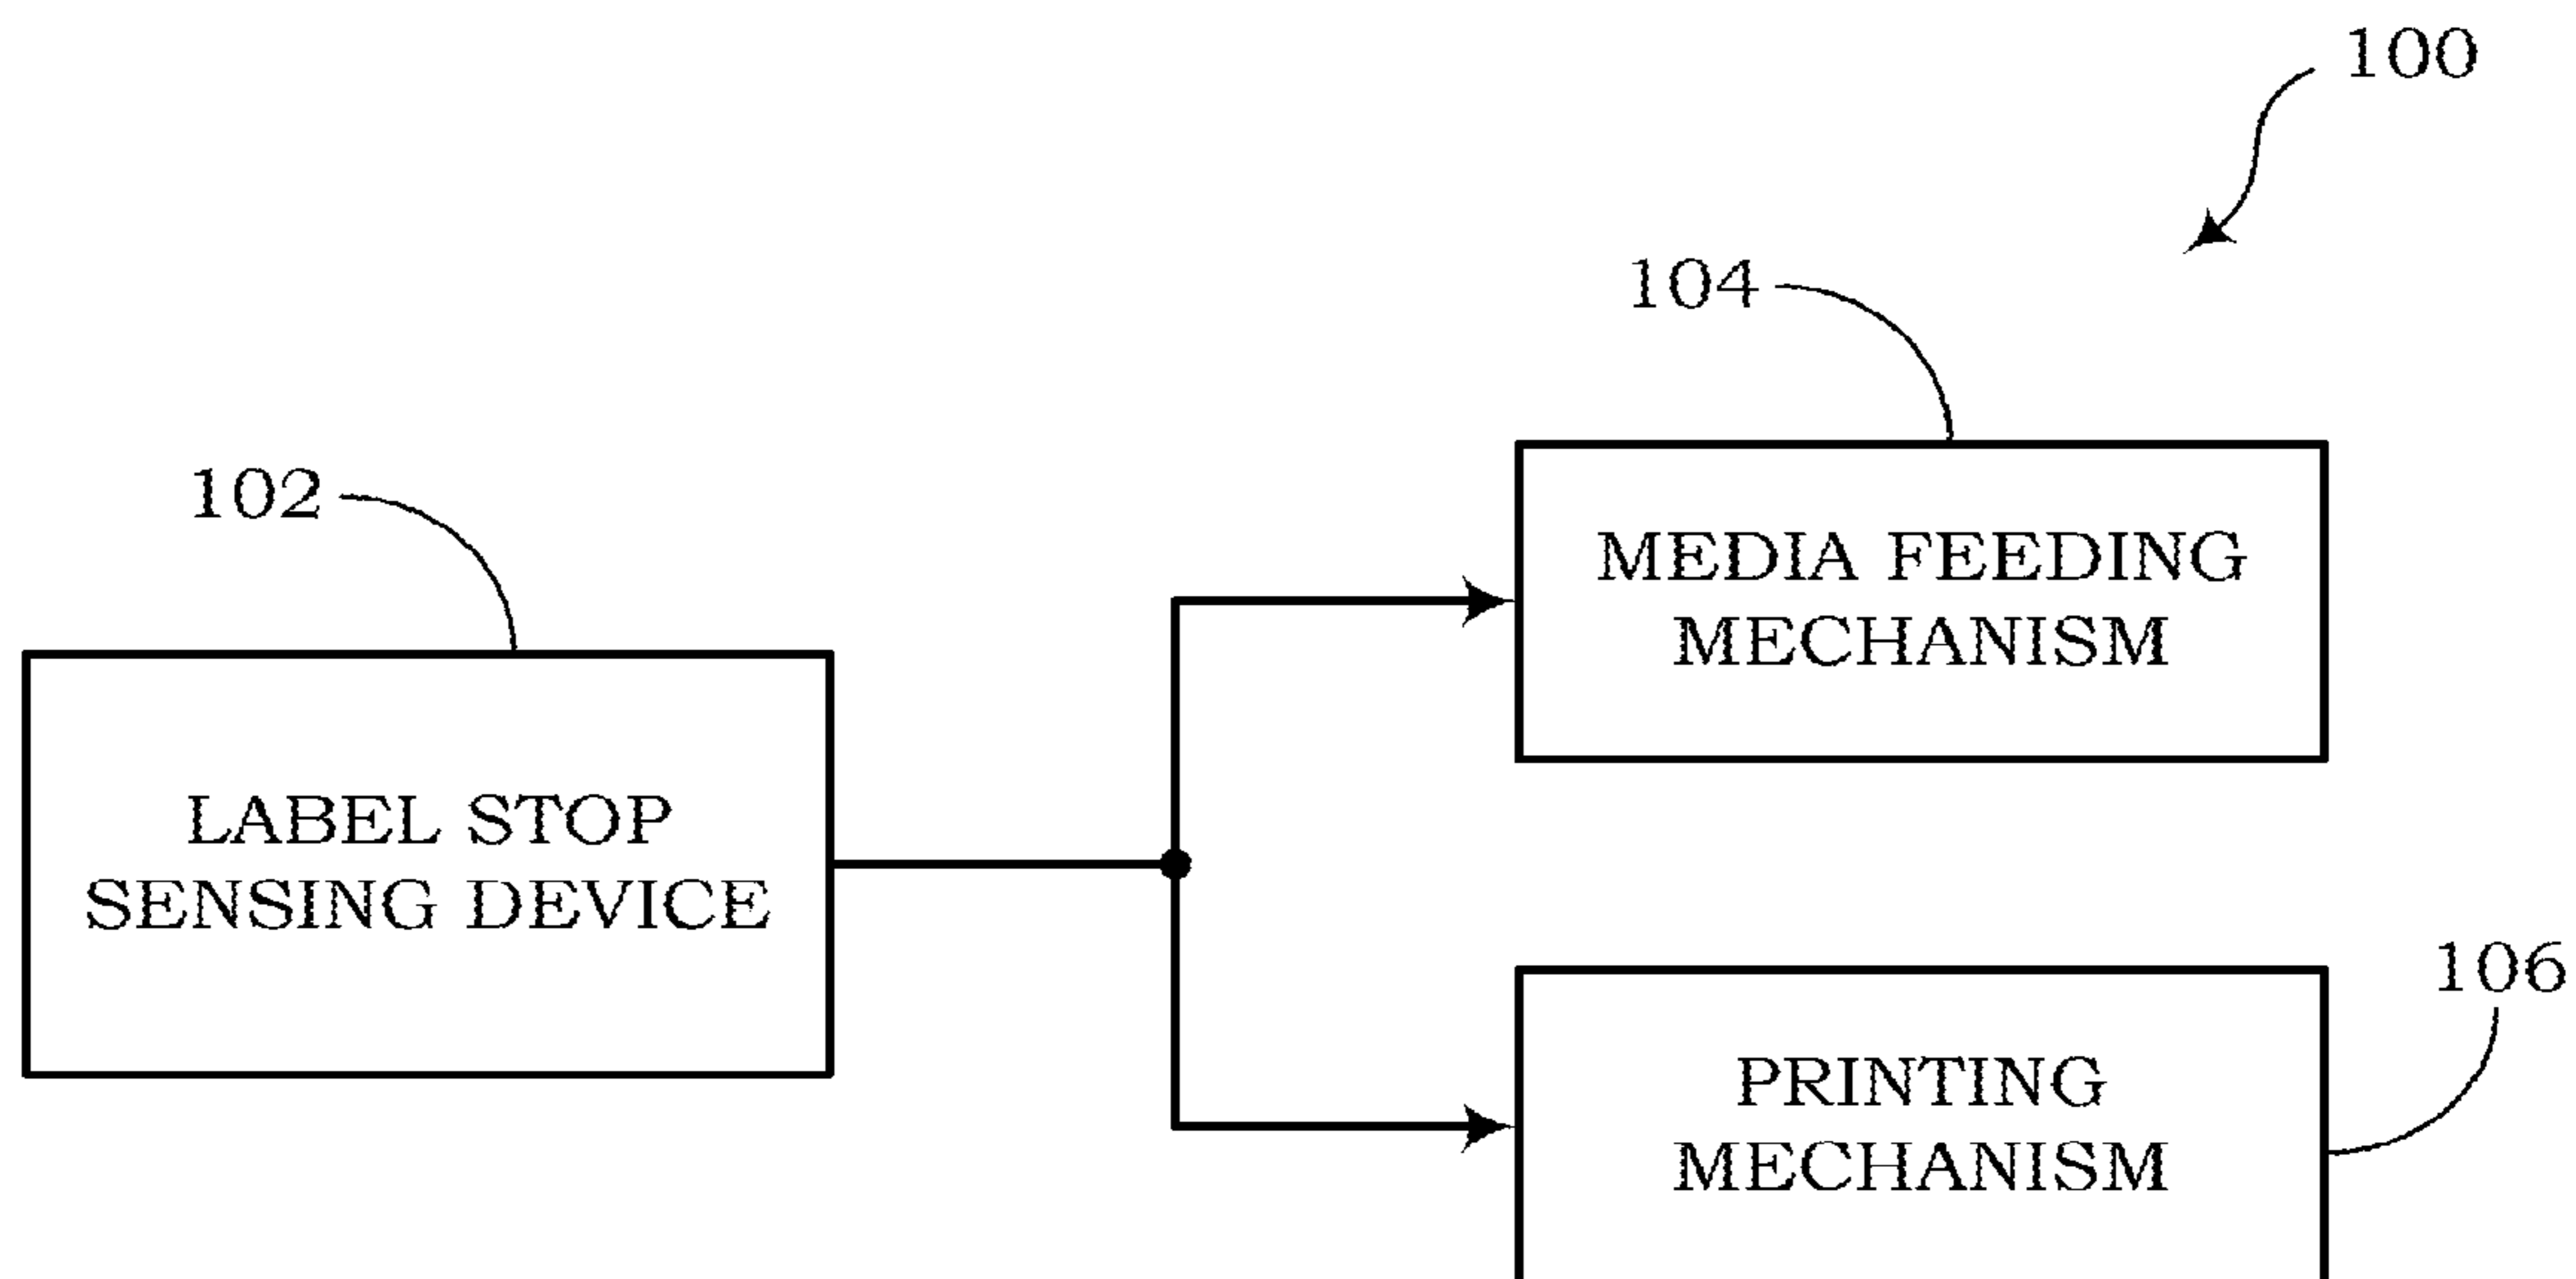 100
104
102
MEDIA FEEDING
MECHANISM
LABEL STOP
SENSING DEVICE
106
PRINTING
MECHANISM